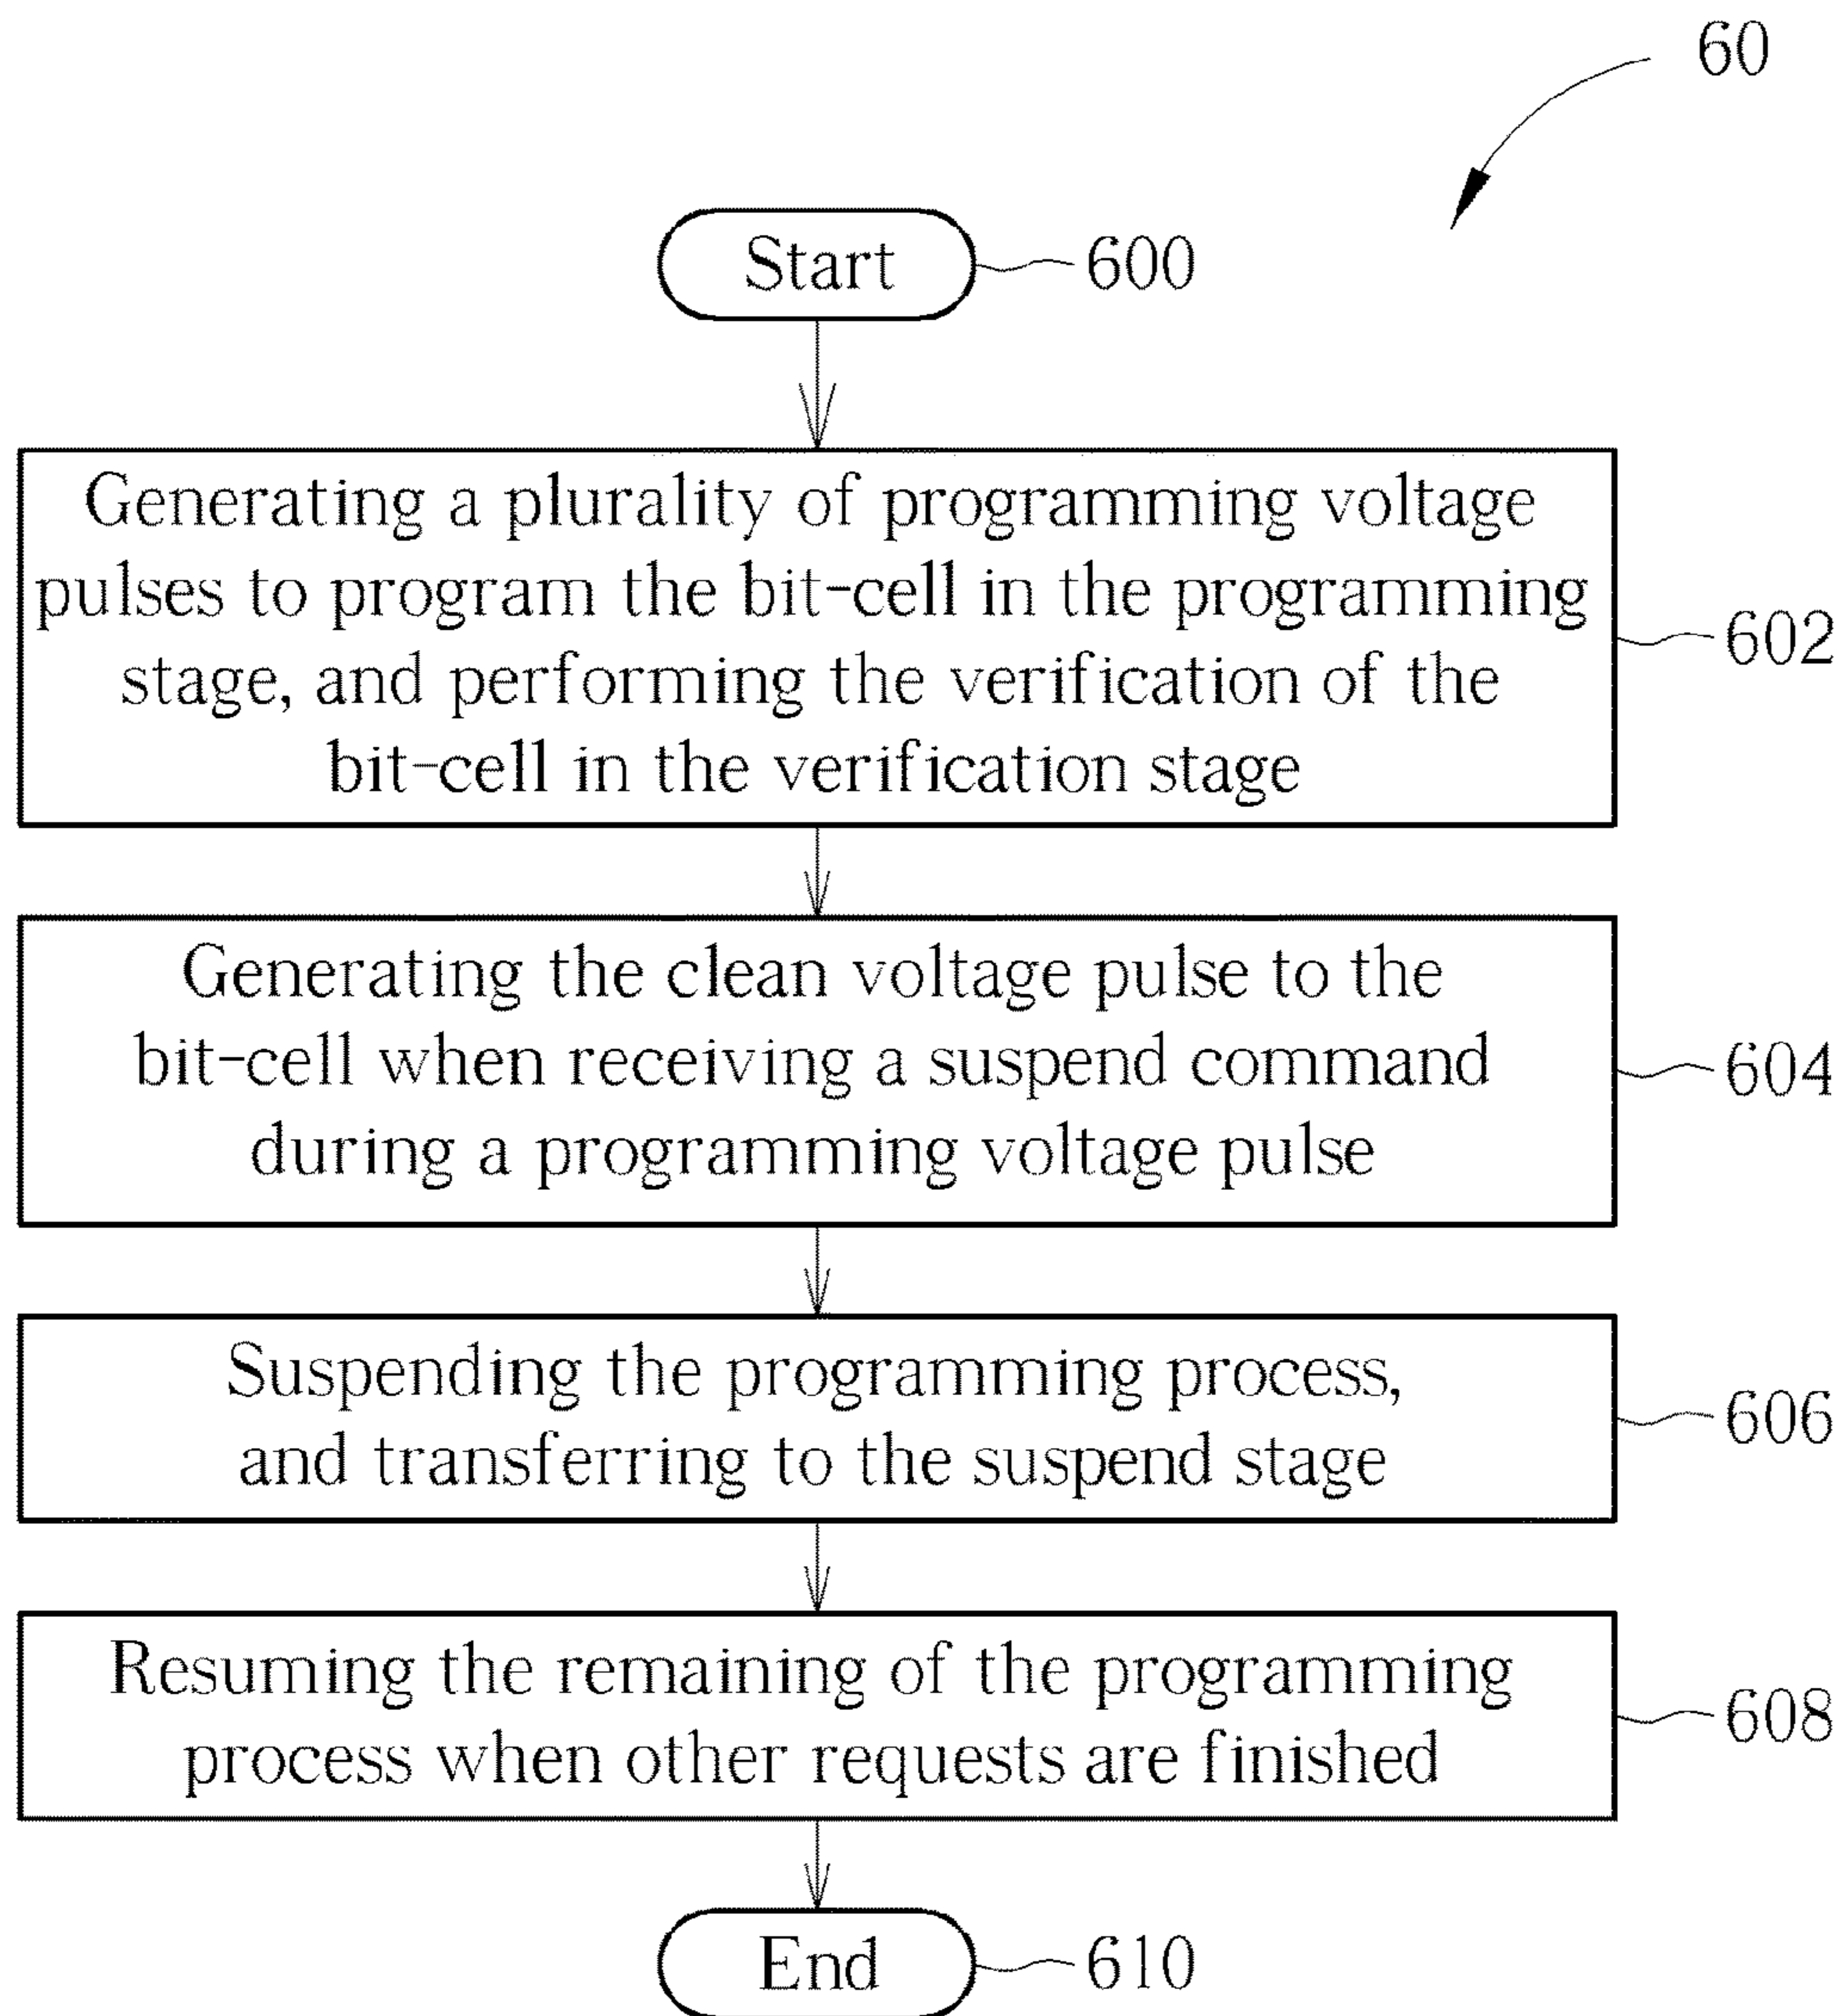 60
Start
600
Generating a plurality of programming voltage
pulses to program the bit-cell in the programming
stage, and performing the verification of the
bit-cell in the verification stage
602
Generating the clean voltage pulse to the
bit-cell when receiving a suspend command
during a programming voltage pulse
604
Suspending the programming process,
and transferring to the suspend stage
606
Resuming the remaining of the programming
process when other requests are finished
608
End
610